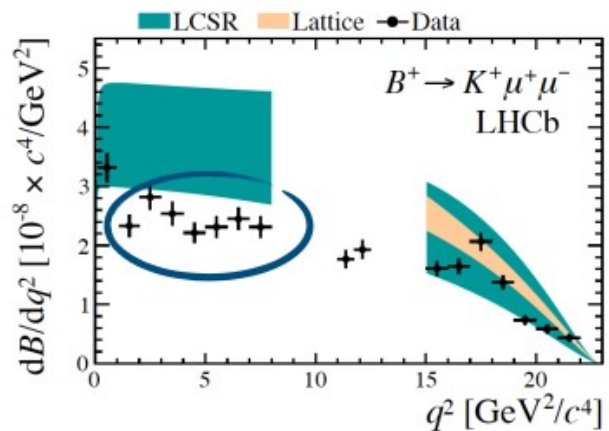 LCSR Lattice Data
dB/dq² [10⁻⁸ × c⁴/GeV²]
5
4
3
2
1
0
B⁺ → K⁺μ⁺μ⁻
LHCb
0 5 10 15 20
q² [GeV²/c⁴]